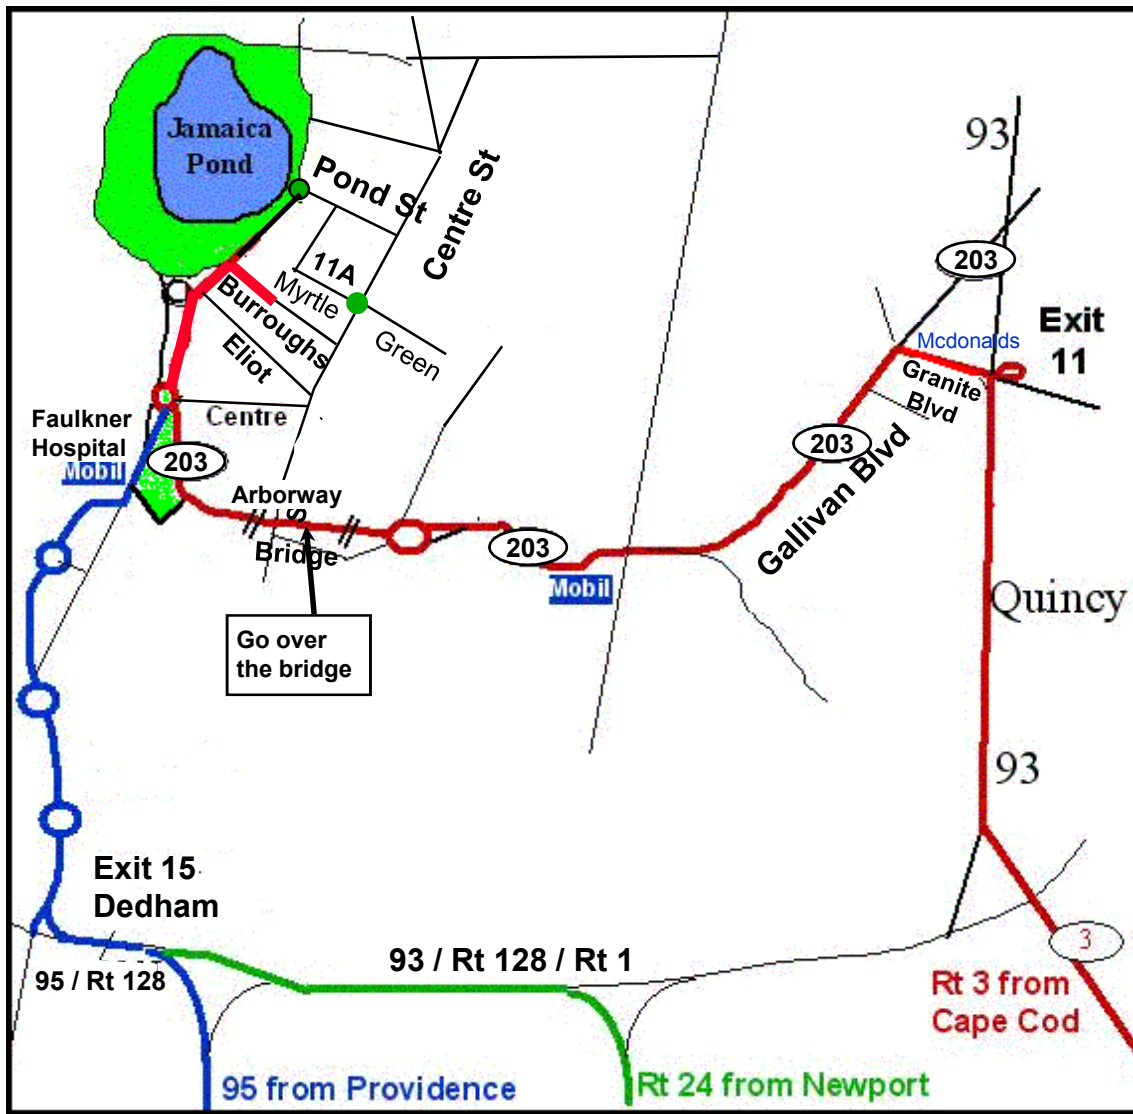 Jamaica
Pond
Pond St
Centre St
93
203
11A
Myrtle
Burroughs
Green
Eliot
Mcdonalds
Exit
11
Granite
Blvd
Centre
Faulkner
Hospital
Mobil
203
203
Gallivan Blvd
Arborway
S
Bridge
203
Mobil
Quincy
Go over
the bridge
93
Exit 15
Dedham
93 / Rt 128 / Rt 1
95 / Rt 128
3
Rt 3 from
Cape Cod
95 from Providence
Rt 24 from Newport